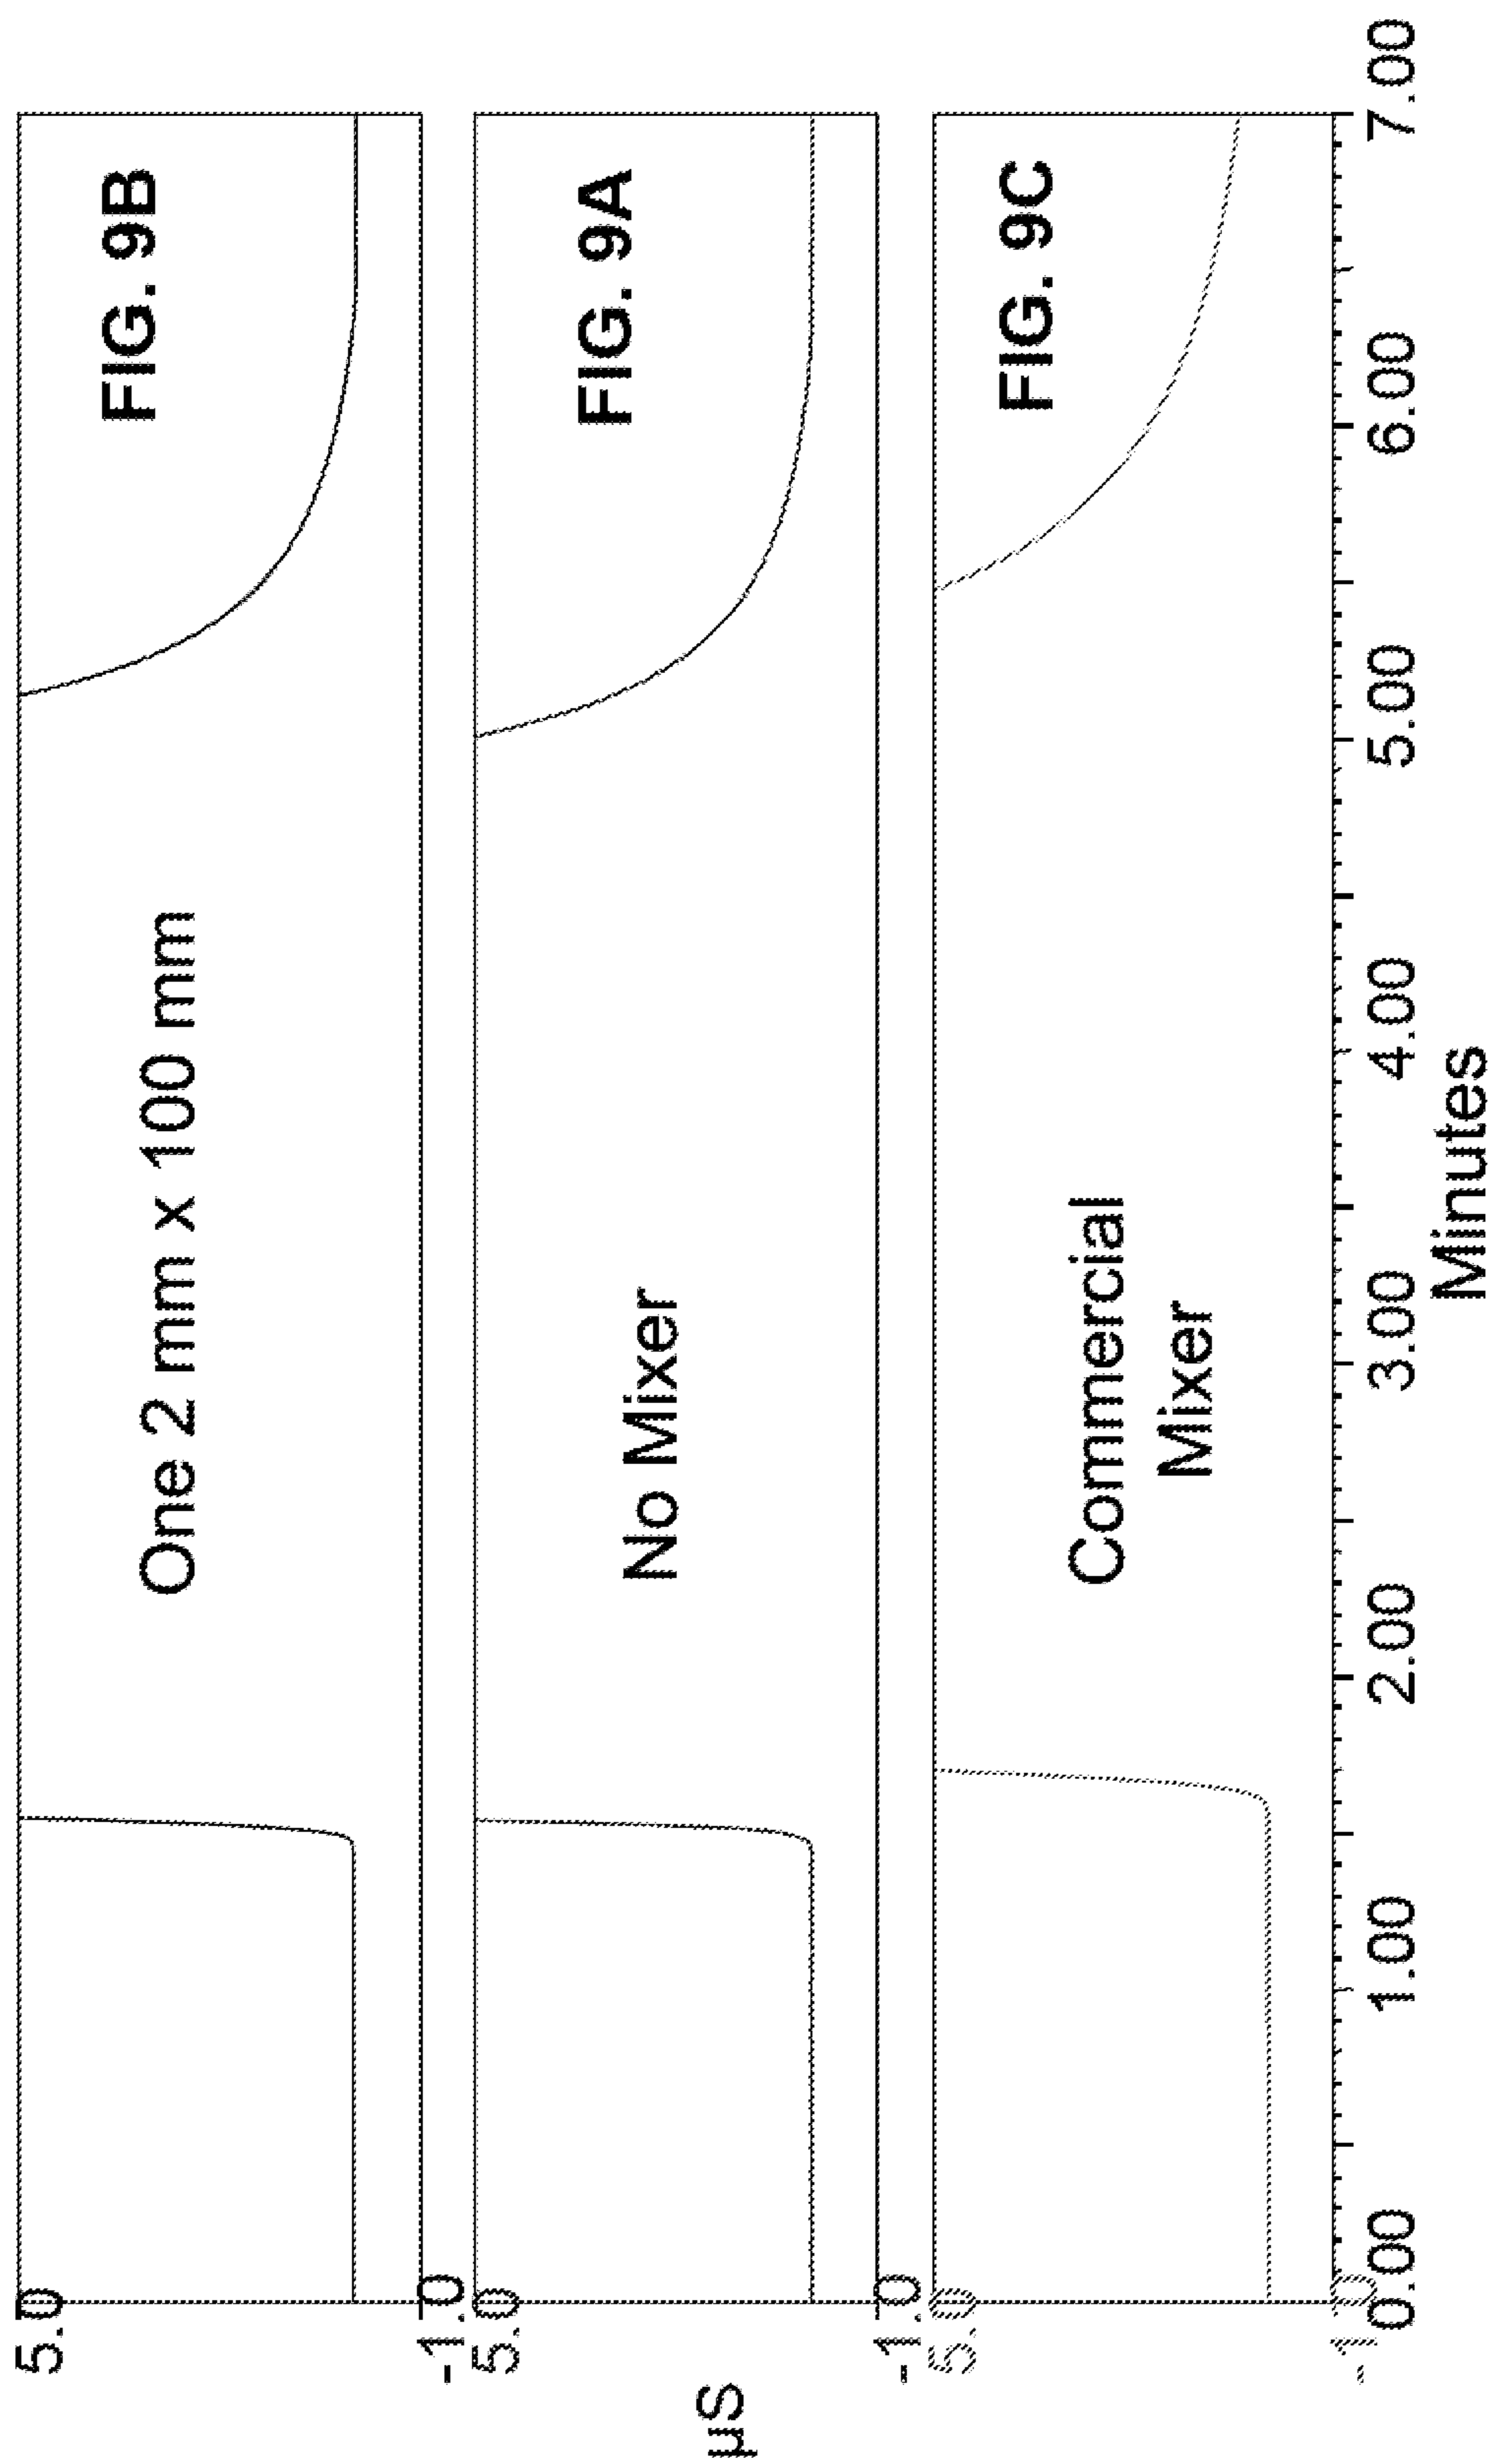 5.0
FIG. 9B
One 2 mm x 100 mm
-1.0
5.0
FIG. 9A
No Mixer
µS
-1.0
5.0
FIG. 9C
Commercial
Mixer
-1.0
0.00 1.00 2.00 3.00 4.00 5.00 6.00 7.00
Minutes